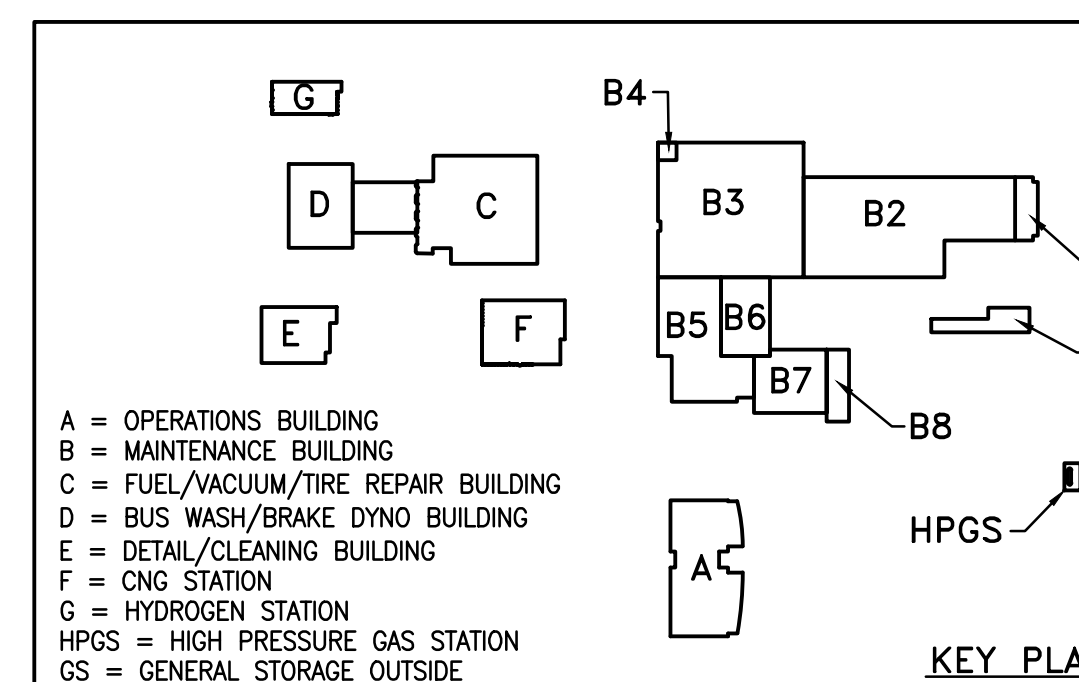 G
B4
D
C
B3
B2
E
F
B5
B6
B7
B8
A = OPERATIONS BUILDING
B = MAINTENANCE BUILDING
C = FUEL/VACUUM/TIRE REPAIR BUILDING
D = BUS WASH/BRAKE DYNO BUILDING
E = DETAIL/CLEANING BUILDING
F = CNG STATION
G = HYDROGEN STATION
HPGS = HIGH PRESSURE GAS STATION
GS = GENERAL STORAGE OUTSIDE
HPGS
A
KEY PLA